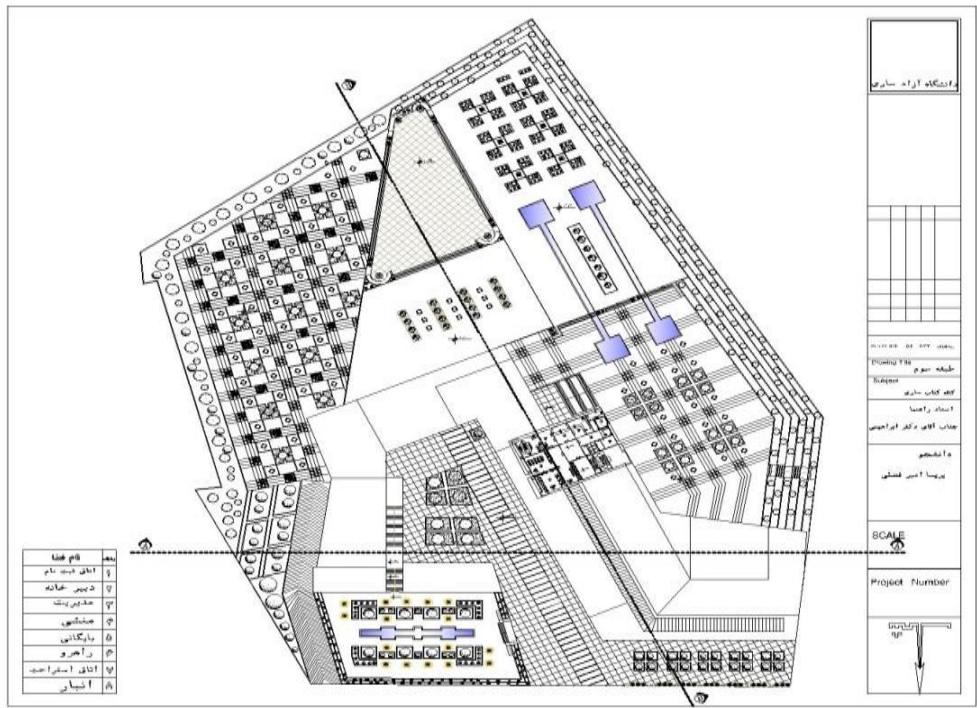 دانشگاه آزاد ساری
Drawing Title
طبقه سوم
Subject
کافه کتاب ساری
استاد راهنما
جناب آقای دکتر ابراهیمی
دانشجو
پریسا امیر فضلی
SCALE
Project Number
نام فضا
اتاق ثبت نام ۱
دبیر خانه ۲
مدیریت ۳
منشی ۴
بایگانی ۵
راهرو ۶
اتاق استراحت ۷
انبار ۸